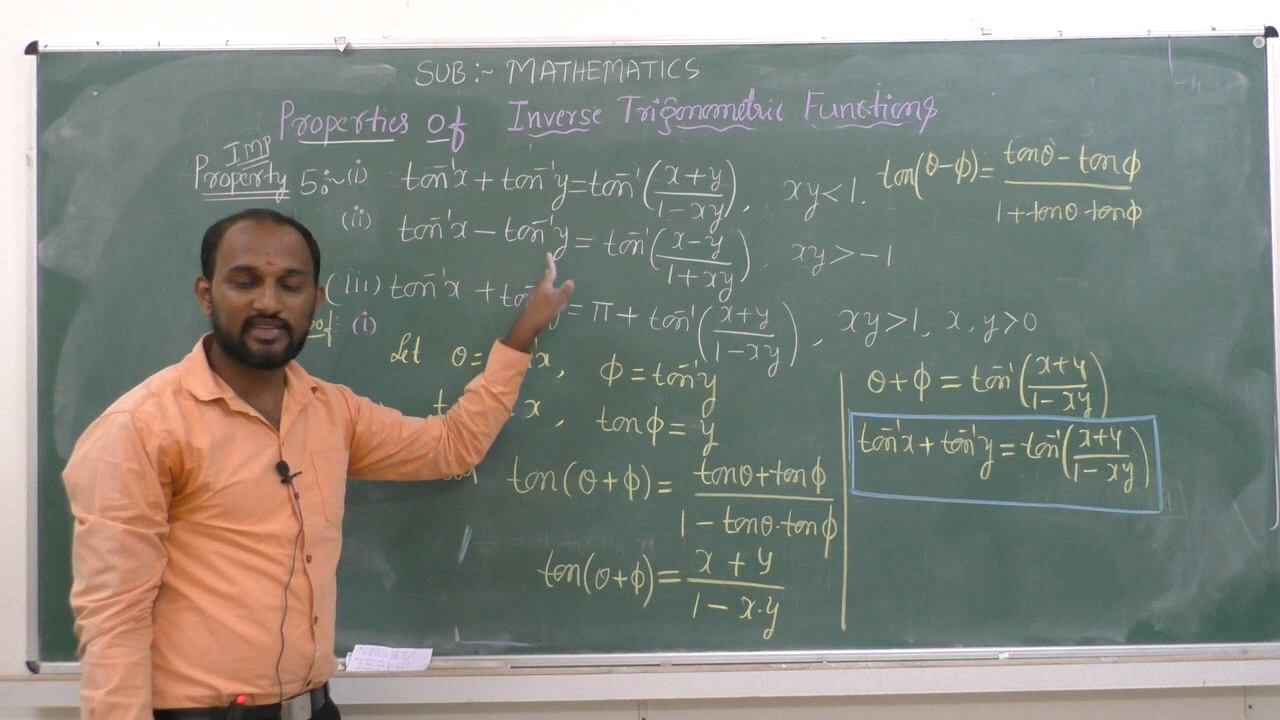 SUB :- MATHEMATICS
Properties Of Inverse Trigonometric Functions
IMP
Property 5:- (i) tan⁻¹x + tan⁻¹y = tan⁻¹((x+y)/(1-xy)), xy < 1.
tan(θ-ϕ) = (tanθ - tanϕ)/(1+tanθ·tanϕ)
(ii) tan⁻¹x - tan⁻¹y = tan⁻¹((x-y)/(1+xy)), xy > -1
(iii) tan⁻¹x + y = π + tan⁻¹((x+y)/(1-xy)), xy > 1, x, y > 0
(i)
Let θ = x, ϕ = tan⁻¹y
x, tanϕ = y
tan(θ+ϕ) = (tanθ+tanϕ)/(1 - tanθ·tanϕ)
tan(θ+ϕ) = (x + y)/(1 - x·y)
θ+ϕ = tan⁻¹((x+y)/(1-xy))
tan⁻¹x + tan⁻¹y = tan⁻¹((x+y)/(1-xy))